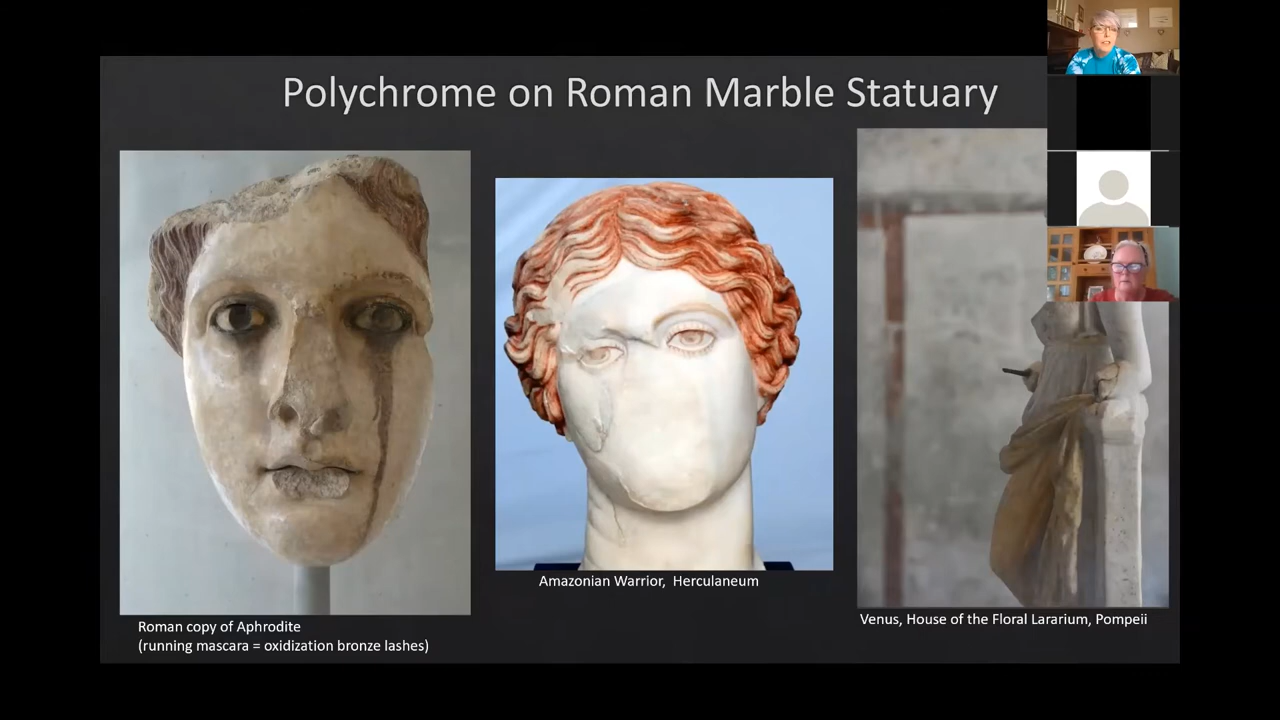 Polychrome on Roman Marble Statuary
Roman copy of Aphrodite
(running mascara = oxidization bronze lashes)
Amazonian Warrior, Herculaneum
Venus, House of the Floral Lararium, Pompeii